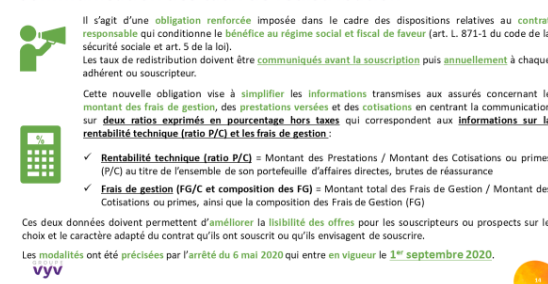 Il s'agit d'une obligation renforcée imposée dans le cadre des dispositions relatives au contrat
responsable qui conditionne le bénéfice au régime social et fiscal de faveur (art. L. 871-1 du code de la
sécurité sociale et art. 5 de la loi).
Les taux de redistribution doivent être communiqués avant la souscription puis annuellement à chaque
adhérent ou souscripteur.
Cette nouvelle obligation vise à simplifier les informations transmises aux assurés concernant le
montant des frais de gestion, des prestations versées et des cotisations en centrant la communication
sur deux ratios exprimés en pourcentage hors taxes qui correspondent aux informations sur la
rentabilité technique (ratio P/C) et les frais de gestion :
%
✓ Rentabilité technique (ratio P/C) = Montant des Prestations / Montant des Cotisations ou primes
(P/C) au titre de l'ensemble de son portefeuille d'affaires directes, brutes de réassurance
✓ Frais de gestion (FG/C et composition des FG) = Montant total des Frais de Gestion / Montant des
Cotisations ou primes, ainsi que la composition des Frais de Gestion (FG)
Ces deux données doivent permettent d'améliorer la lisibilité des offres pour les souscripteurs ou prospects sur le
choix et le caractère adapté du contrat qu'ils ont souscrit ou qu'ils envisagent de souscrire.
Les modalités ont été précisées par l'arrêté du 6 mai 2020 qui entre en vigueur le 1er septembre 2020.
GROUPE
vyv
14